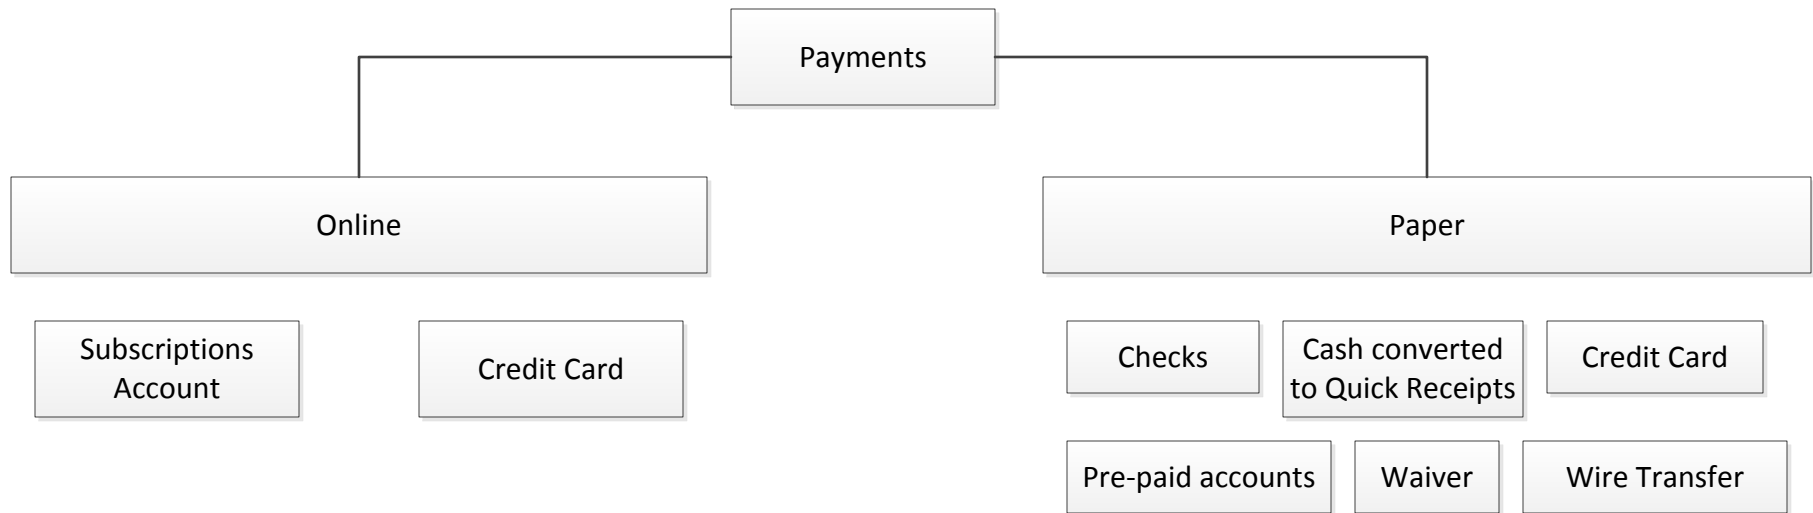 Payments
Online
Paper
Subscriptions
Account
Credit Card
Checks
Cash converted
to Quick Receipts
Credit Card
Pre-paid accounts
Waiver
Wire Transfer